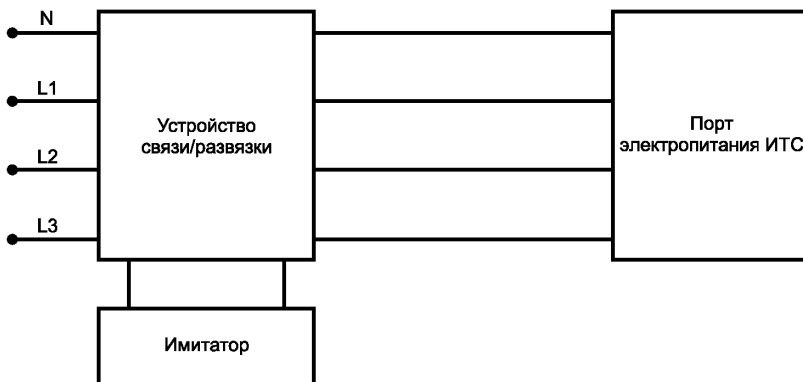 N
L1
L2
L3
Устройство
связи/развязки
Порт
электропитания ИТС
Имитатор